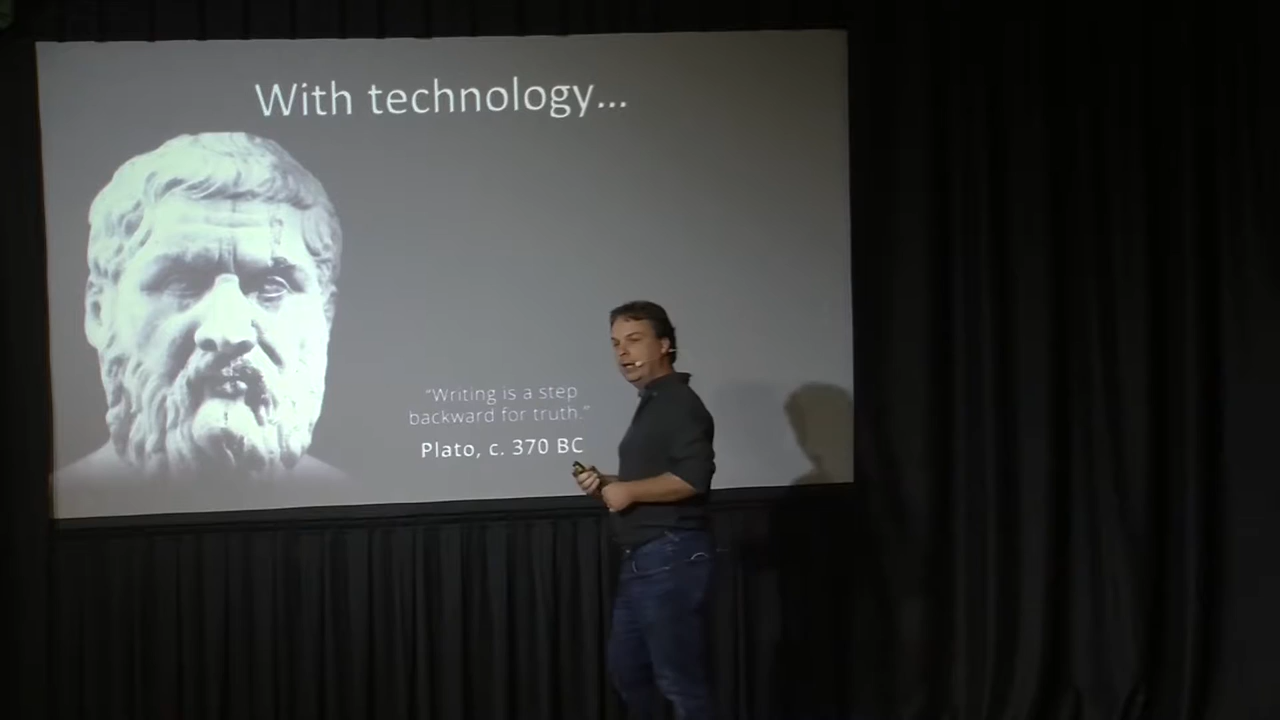 With technology...
"Writing is a step
backward for truth."
Plato, c. 370 BC